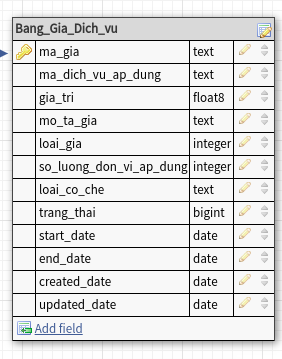 Bang_Gia_Dich_vu
ma_gia text
ma_dich_vu_ap_dung text
gia_tri float8
mo_ta_gia text
loai_gia integer
so_luong_don_vi_ap_dung integer
loai_co_che text
trang_thai bigint
start_date date
end_date date
created_date date
updated_date date
Add field